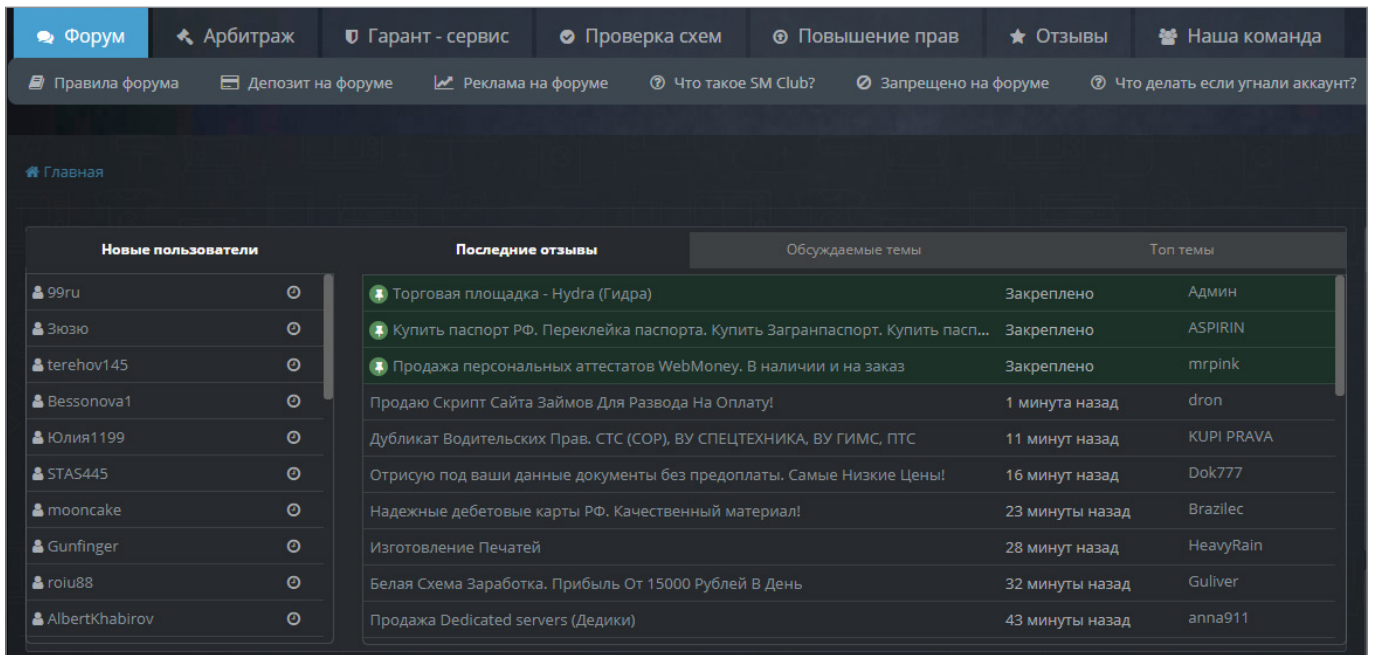 Форум Арбитраж Гарант - сервис Проверка схем Повышение прав Отзывы Наша команда
Правила форума Депозит на форуме Реклама на форуме Что такое SM Club? Запрещено на форуме Что делать если угнали аккаунт?
Главная
Новые пользователи Последние отзывы Обсуждаемые темы Топ темы
99ru Торговая площадка - Hydra (Гидра) Закреплено Админ
Зюзю Купить паспорт РФ. Переклейка паспорта. Купить Загранпаспорт. Купить пасп... Закреплено ASPIRIN
terehov145 Продажа персональных аттестатов WebMoney. В наличии и на заказ Закреплено mrpink
Bessonova1 Продаю Скрипт Сайта Займов Для Развода На Оплату! 1 минута назад dron
Юлия1199 Дубликат Водительских Прав. СТС (СОР), ВУ СПЕЦТЕХНИКА, ВУ ГИМС, ПТС 11 минут назад KUPI PRAVA
STAS445 Отрисую под ваши данные документы без предоплаты. Самые Низкие Цены! 16 минут назад Dok777
mooncake Надежные дебетовые карты РФ. Качественный материал! 23 минуты назад Brazilec
Gunfinger Изготовление Печатей 28 минут назад HeavyRain
roiu88 Белая Схема Заработка. Прибыль От 15000 Рублей В День 32 минуты назад Guliver
AlbertKhabirov Продажа Dedicated servers (Дедики) 43 минуты назад anna911